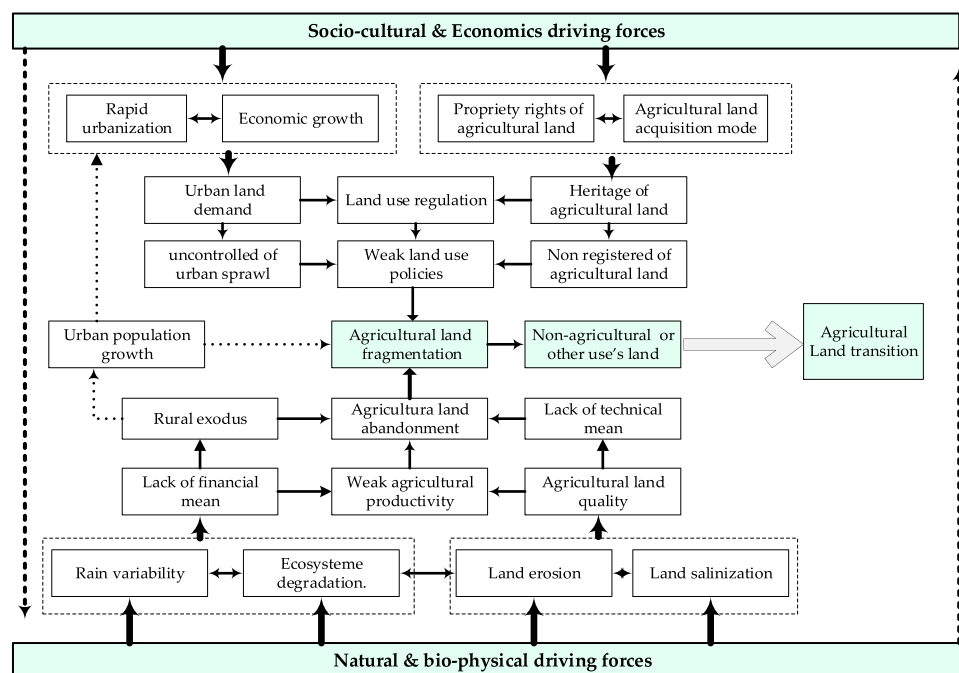 Socio-cultural & Economics driving forces
Rapid
urbanization
Economic growth
Propriety rights of
agricultural land
Agricultural land
acquisition mode
Urban land
demand
Land use regulation
Heritage of
agricultural land
uncontrolled of
urban sprawl
Weak land use
policies
Non registered of
agricultural land
Urban population
growth
Agricultural land
fragmentation
Non-agricultural or
other use's land
Agricultural
Land transition
Rural exodus
Agricultura land
abandonment
Lack of technical
mean
Lack of financial
mean
Weak agricultural
productivity
Agricultural land
quality
Rain variability
Ecosysteme
degradation.
Land erosion
Land salinization
Natural & bio-physical driving forces